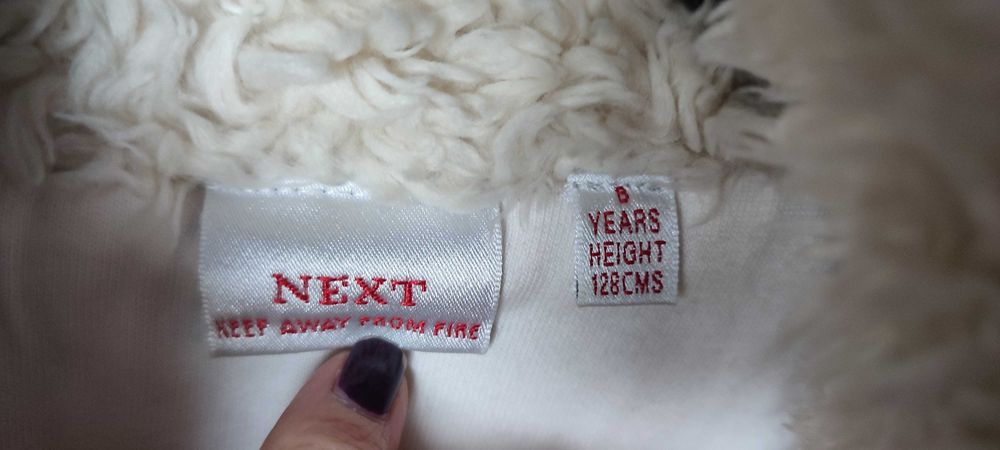 NEXT
KEEP AWAY FROM FIRE
8
YEARS
HEIGHT
128CMS